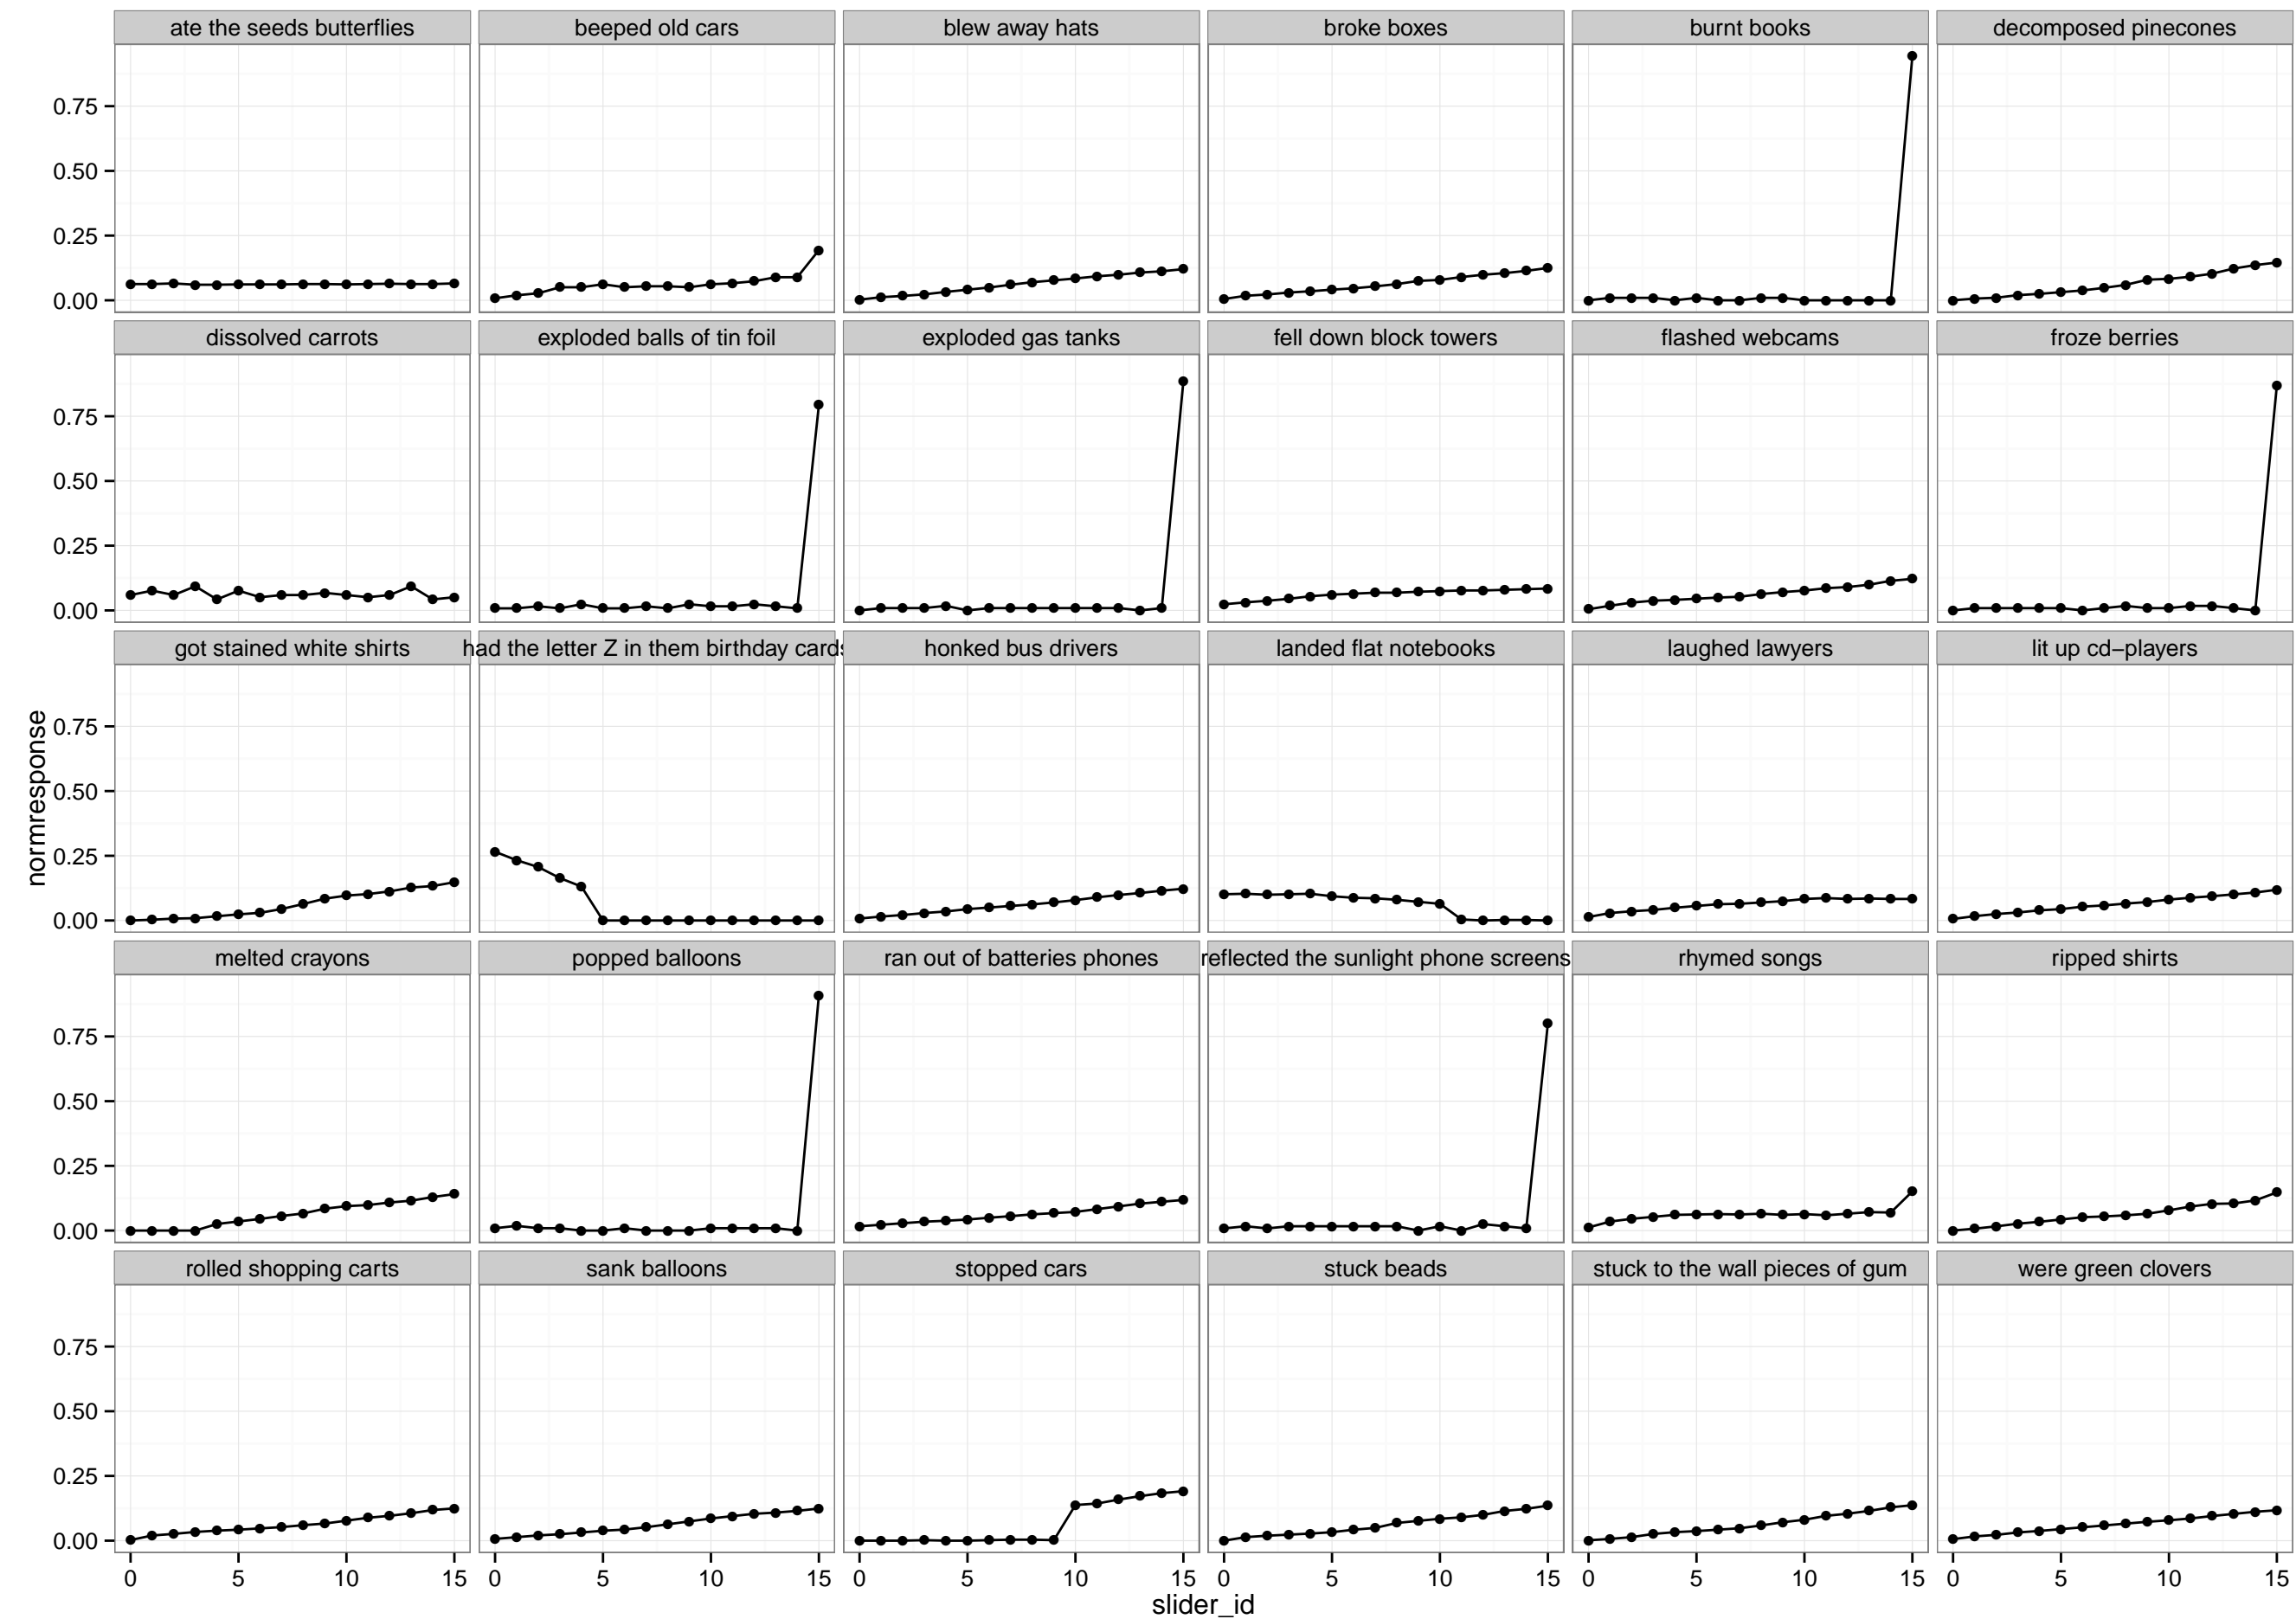 ate the seeds butterflies
beeped old cars
blew away hats
broke boxes
burnt books
decomposed pinecones
0.75
0.50
0.25
0.00
dissolved carrots
exploded balls of tin foil
exploded gas tanks
fell down block towers
flashed webcams
froze berries
0.75
0.50
0.25
0.00
got stained white shirts
had the letter Z in them birthday cards
honked bus drivers
landed flat notebooks
laughed lawyers
lit up cd−players
normresponse
0.75
0.50
0.25
0.00
melted crayons
popped balloons
ran out of batteries phones
reflected the sunlight phone screens
rhymed songs
ripped shirts
0.75
0.50
0.25
0.00
rolled shopping carts
sank balloons
stopped cars
stuck beads
stuck to the wall pieces of gum
were green clovers
0.75
0.50
0.25
0.00
0 5 10 15 0 5 10 15 0 5 10 15 0 5 10 15 0 5 10 15 0 5 10 15
slider_id